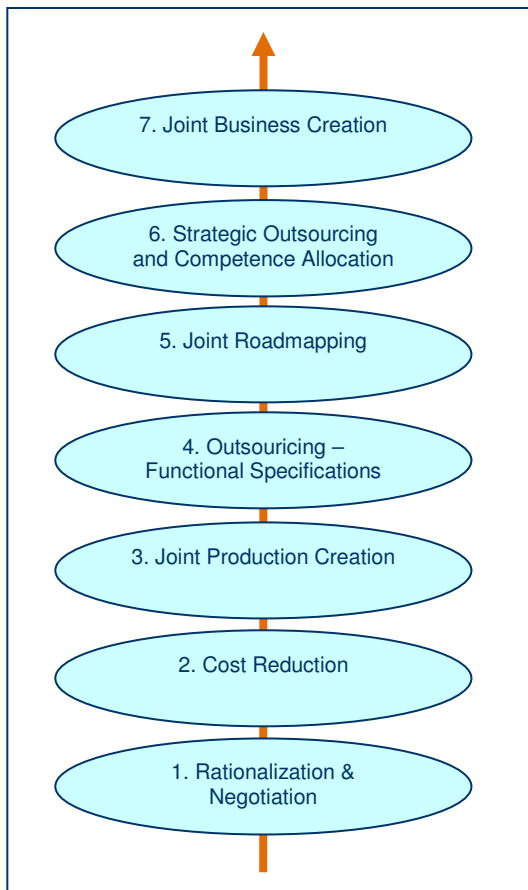 7. Joint Business Creation
6. Strategic Outsourcing
and Competence Allocation
5. Joint Roadmapping
4. Outsouricing –
Functional Specifications
3. Joint Production Creation
2. Cost Reduction
1. Rationalization &
Negotiation